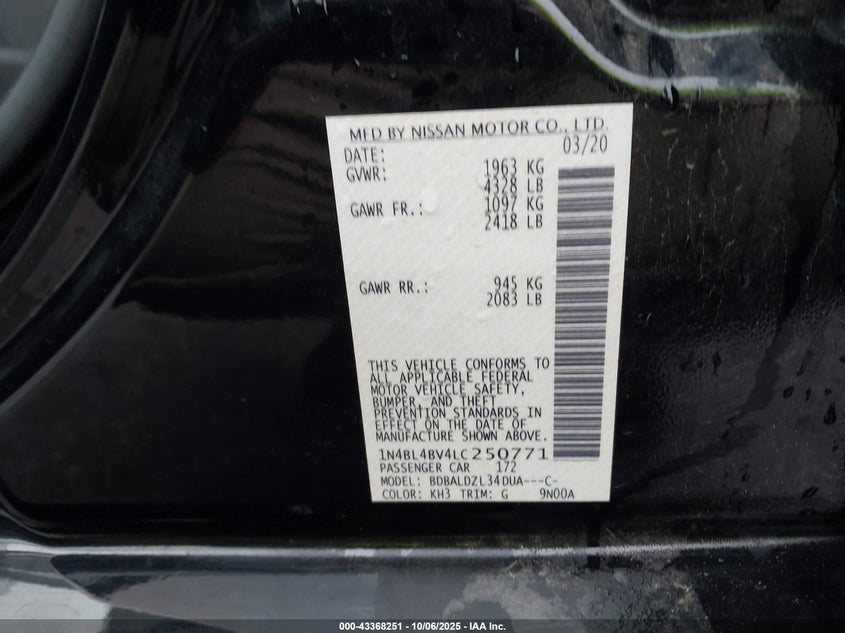 MFD BY NISSAN MOTOR CO., LTD.
DATE: 03/20
GVWR: 1963 KG
4328 LB
GAWR FR.: 1097 KG
2418 LB
GAWR RR.: 945 KG
2083 LB
THIS VEHICLE CONFORMS TO
ALL APPLICABLE FEDERAL
MOTOR VEHICLE SAFETY,
BUMPER, AND THEFT
PREVENTION STANDARDS IN
EFFECT ON THE DATE OF
MANUFACTURE SHOWN ABOVE.
1N4BL4BV4LC250771
PASSENGER CAR 172
MODEL: BDBALDZL34DUA---C-
COLOR: KH3 TRIM: G 9N00A
000-43368251 - 10/06/2025 - IAA Inc.